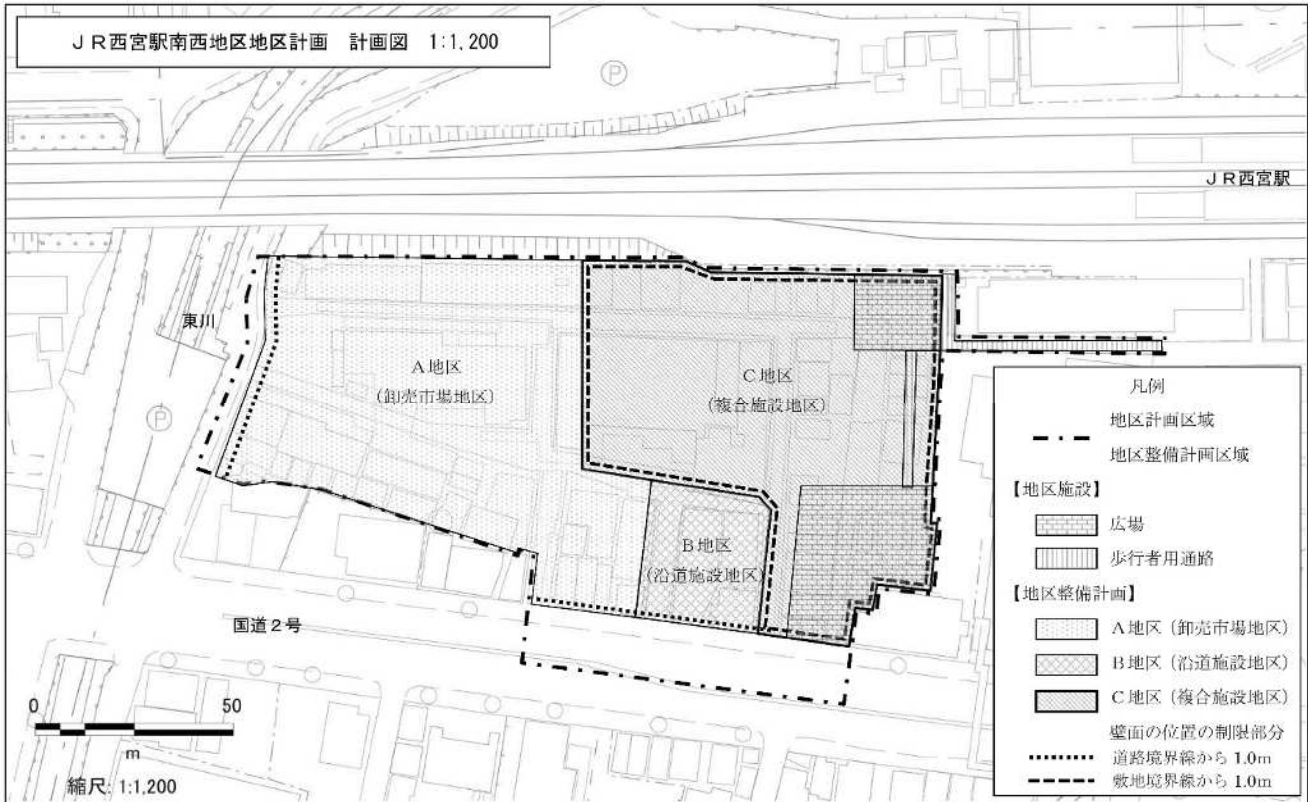 JR西宮駅南西地区地区計画 計画図 1:1,200
P
JR西宮駅
東川
A地区
(卸売市場地区)
C地区
(複合施設地区)
P
B地区
(沿道施設地区)
国道2号
0 50
m
縮尺: 1:1,200
凡例
地区計画区域
地区整備計画区域
【地区施設】
広場
歩行者用通路
【地区整備計画】
A地区(卸売市場地区)
B地区(沿道施設地区)
C地区(複合施設地区)
壁面の位置の制限部分
道路境界線から1.0m
敷地境界線から1.0m